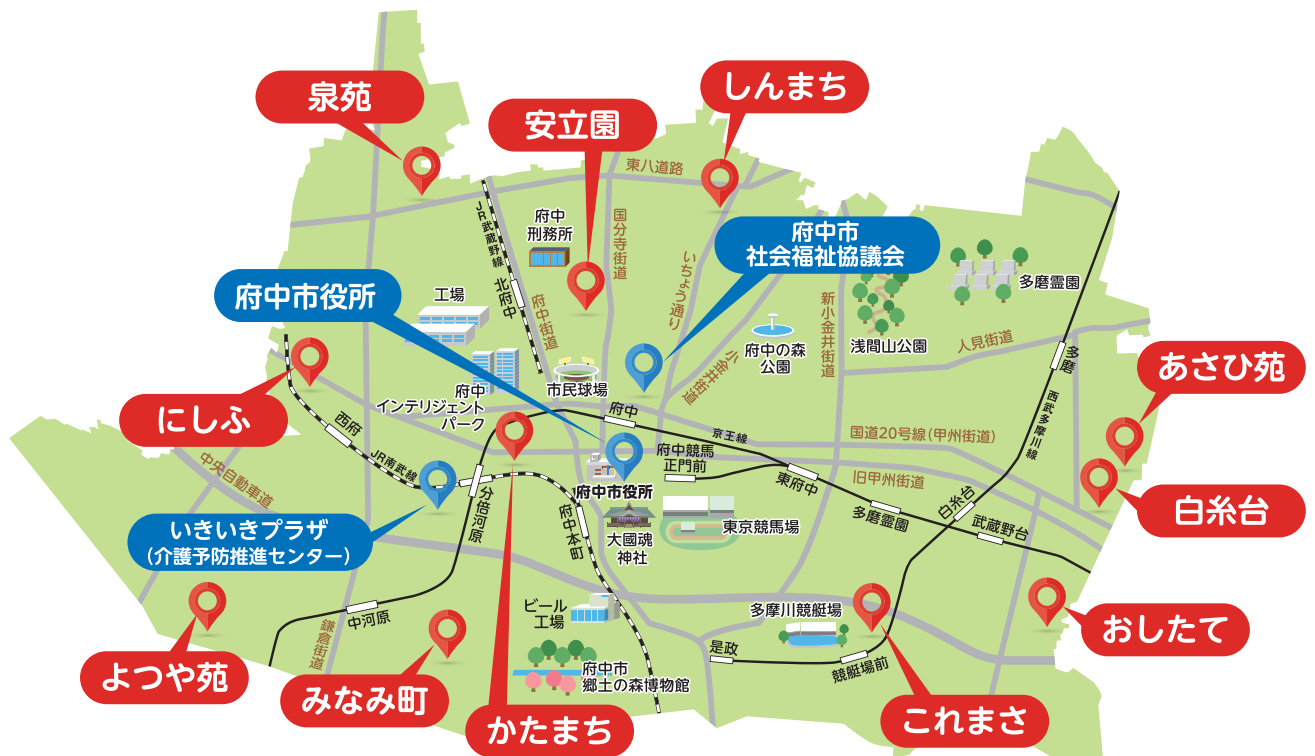 泉苑
安立園
しんまち
東八道路
JR武蔵野線
北府中
府中
刑務所
国分寺街道
府中街道
いちょう通り
府中市
社会福祉協議会
多磨霊園
府中市役所
工場
新小金井街道
浅間山公園
府中の森
公園
小金井街道
人見街道
多磨
西武多摩川線
あさひ苑
市民球場
府中
インテリジェント
パーク
にしふ
西府
JR南武線
府中
京王線
国道20号線(甲州街道)
旧甲州街道
府中競馬
正門前
東府中
中央自動車道
府中市役所
白糸台
白糸台
多磨霊園
武蔵野台
いきいきプラザ
(介護予防推進センター)
分倍河原
府中本町
大國魂
神社
東京競馬場
ビール
工場
多摩川競艇場
中河原
鎌倉街道
是政
競艇場前
おしたて
よつや苑
みなみ町
府中市
郷土の森博物館
かたまち
これまさ